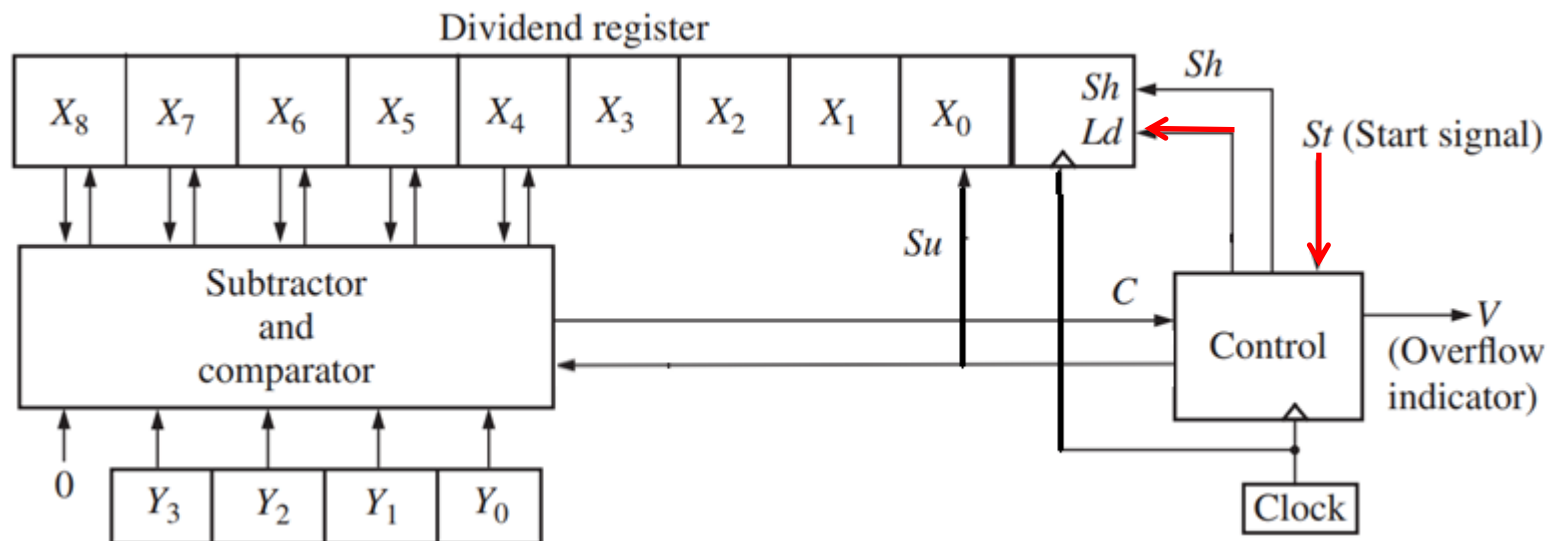 Dividend register
X₈ X₇ X₆ X₅ X₄ X₃ X₂ X₁ X₀ Sh
Ld
Sh
St (Start signal)
Su
C
Subtractor
and
comparator
Control
V
(Overflow
indicator)
0
Y₃ Y₂ Y₁ Y₀
Clock